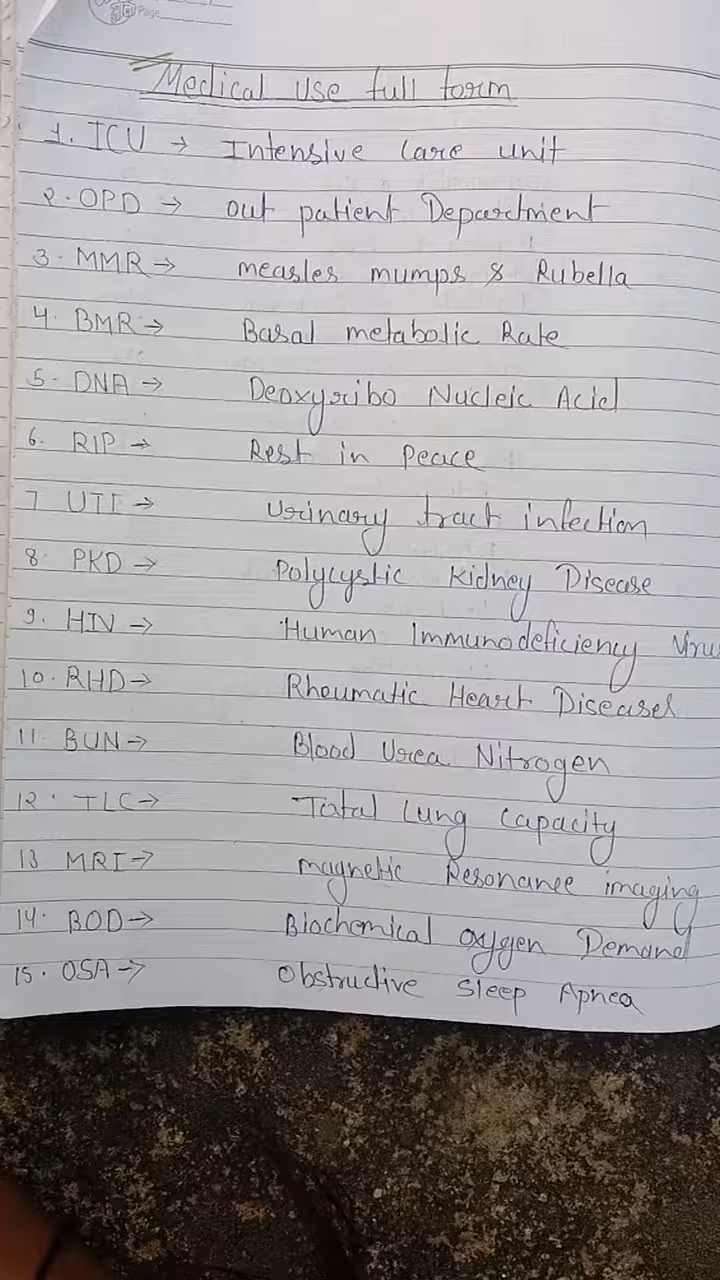 Page
Medical Use full form
1. ICU → Intensive Care unit
2. OPD → out patient Department
3. MMR → measles mumps & Rubella
4. BMR → Basal metabolic Rate
5. DNA → Deoxyribo Nucleic Acid
6. RIP → Rest in peace
7 UTI → Urinary tract infection
8. PKD → Polycystic Kidney Disease
9. HIV → Human Immunodeficiency Viru
10. RHD → Rheumatic Heart Diseases
11. BUN → Blood Urea Nitrogen
12. TLC → Total Lung Capacity
13 MRI → magnetic Resonance imaging
14. BOD → Biochemical oxygen Demand
15. OSA → Obstructive Sleep Apnea